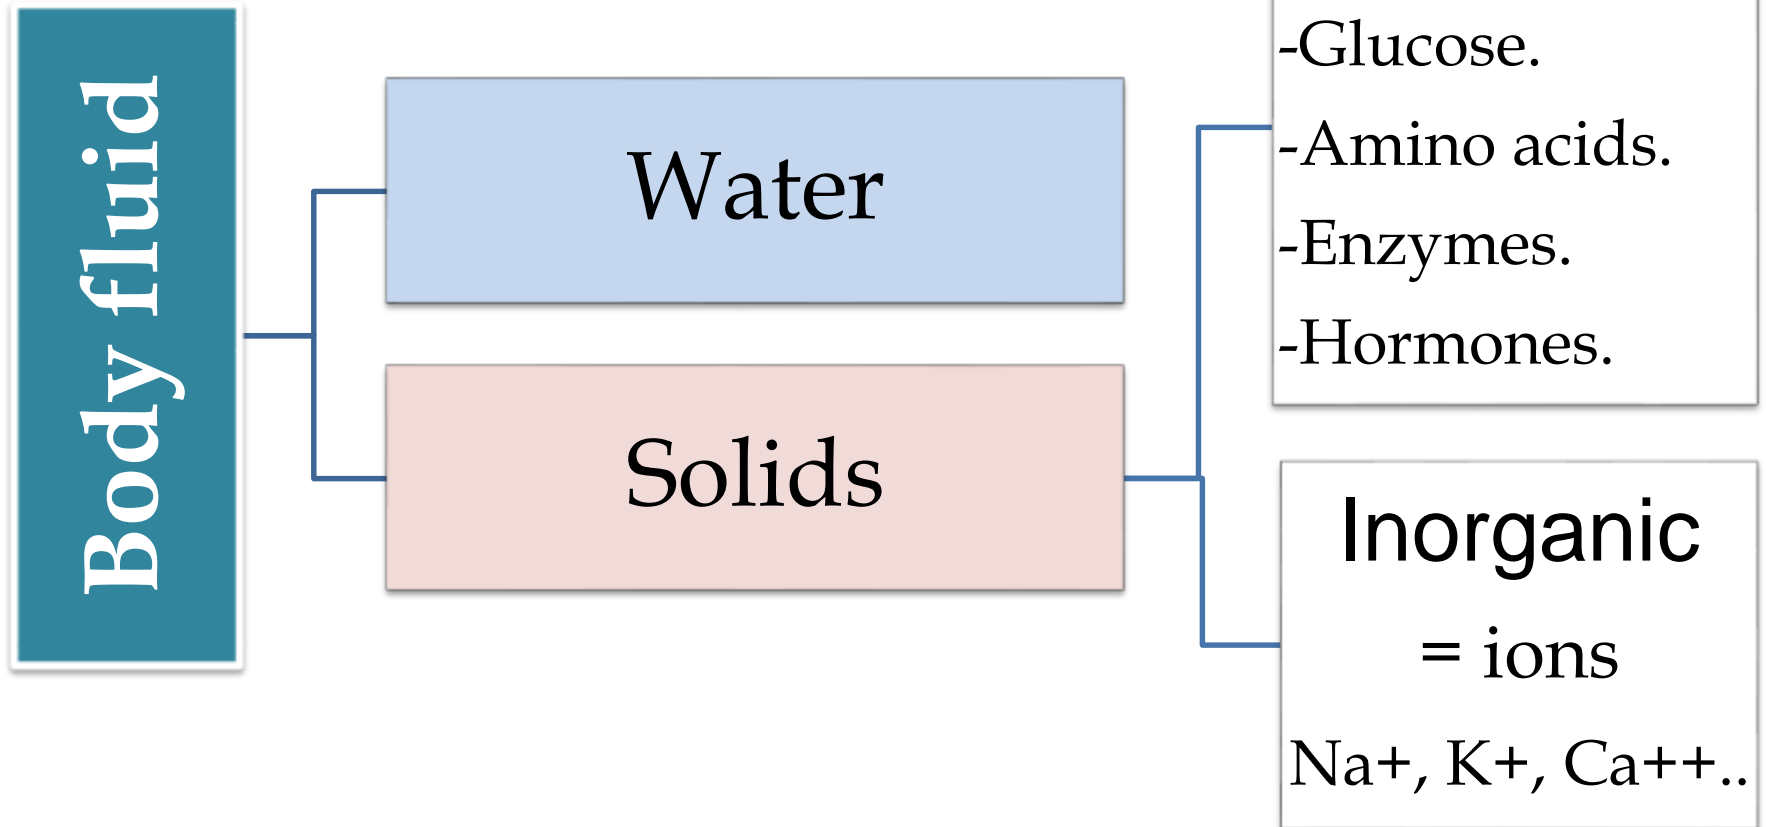 Body fluid
Water
Solids
-Glucose.
-Amino acids.
-Enzymes.
-Hormones.
Inorganic
= ions
Na+, K+, Ca++..